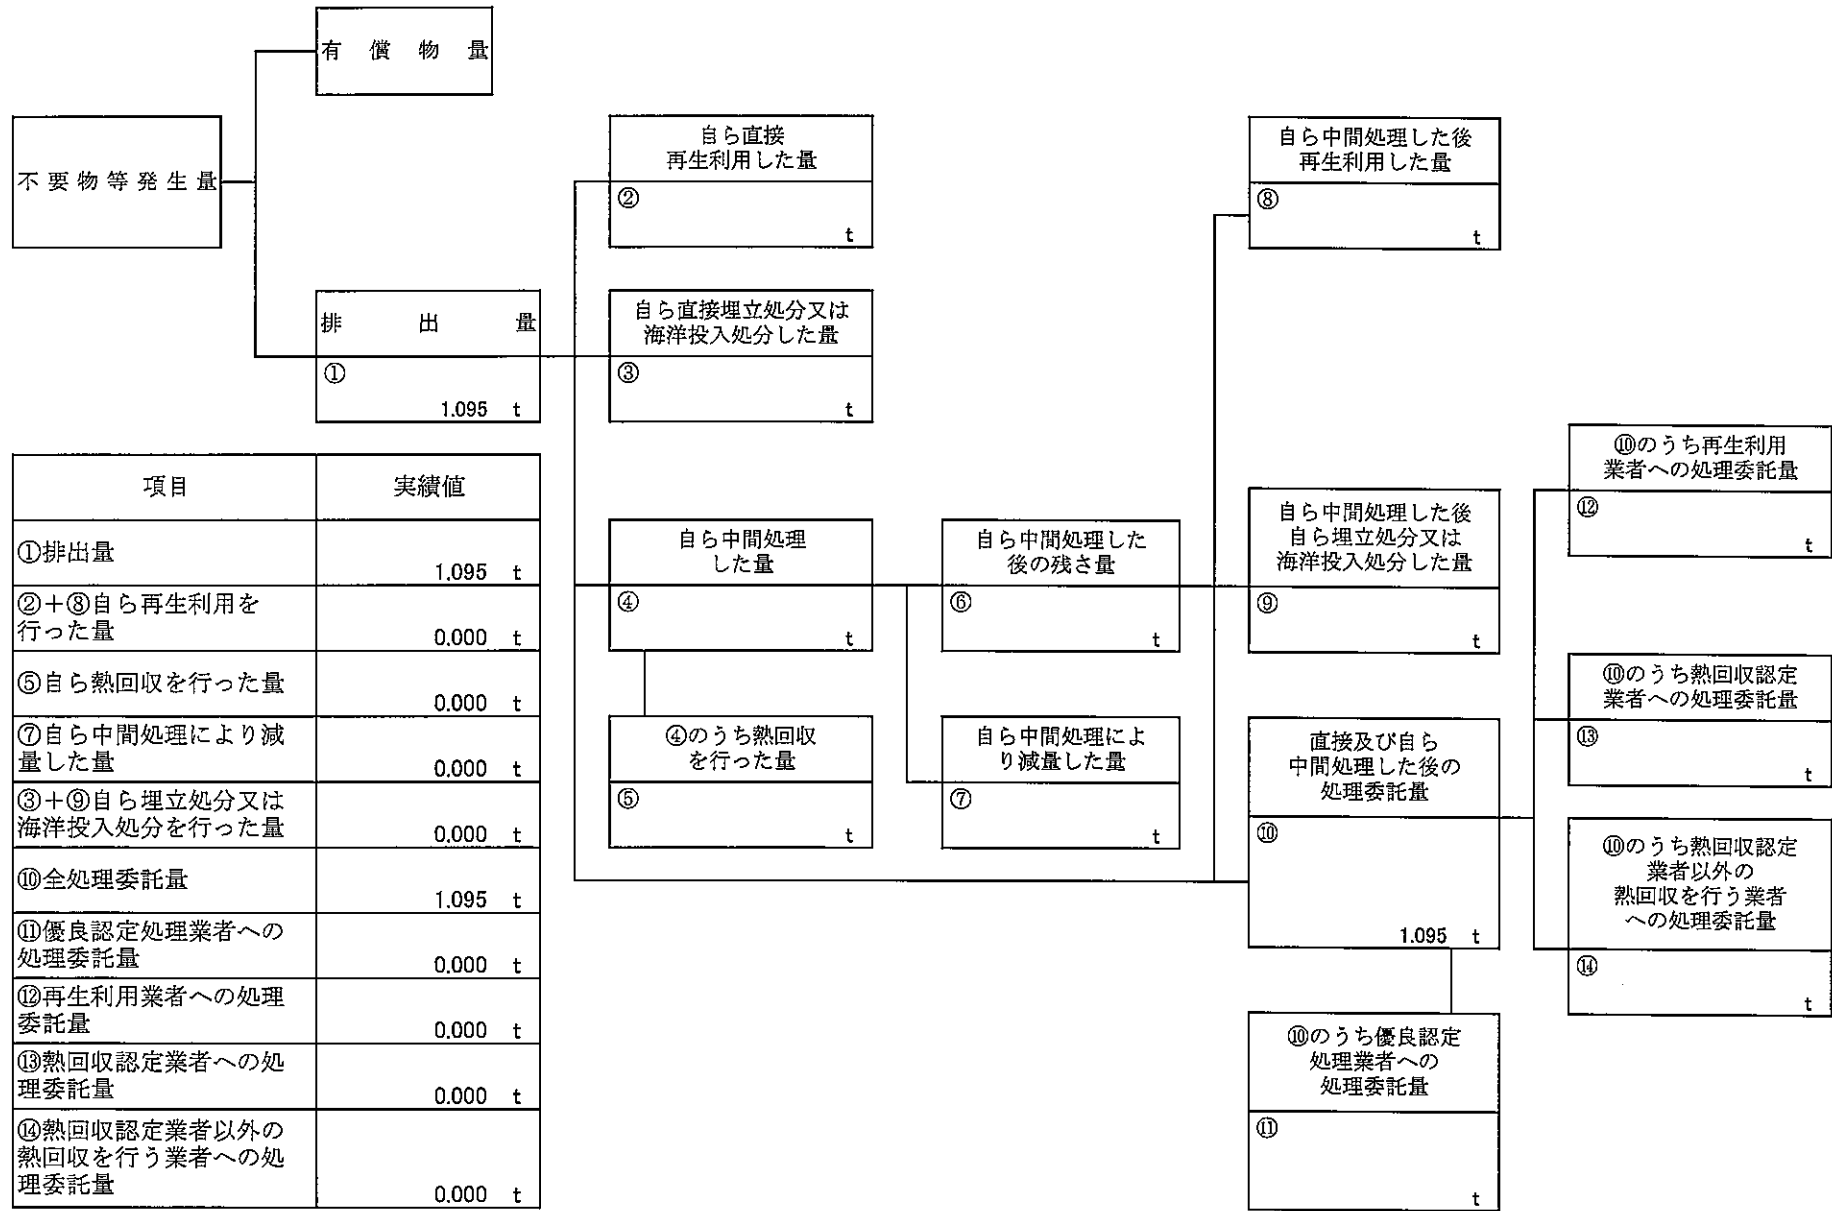 有償物量
不要物等発生量
自ら直接
再生利用した量
②
t
自ら中間処理した後
再生利用した量
⑧
t
排出量
①
1.095 t
自ら直接埋立処分又は
海洋投入処分した量
③
t
項目 実績値
①排出量
1.095 t
②+⑧自ら再生利用を
行った量
0.000 t
⑤自ら熱回収を行った量
0.000 t
⑦自ら中間処理により減
量した量
0.000 t
③+⑨自ら埋立処分又は
海洋投入処分を行った量
0.000 t
⑩全処理委託量
1.095 t
⑪優良認定処理業者への
処理委託量
0.000 t
⑫再生利用業者への処理
委託量
0.000 t
⑬熱回収認定業者への処
理委託量
0.000 t
⑭熱回収認定業者以外の
熱回収を行う業者への処
理委託量
0.000 t
自ら中間処理
した量
④
t
④のうち熱回収
を行った量
⑤
t
自ら中間処理した
後の残さ量
⑥
t
自ら中間処理によ
り減量した量
⑦
t
自ら中間処理した後
自ら埋立処分又は
海洋投入処分した量
⑨
t
直接及び自ら
中間処理した後の
処理委託量
⑩
1.095 t
⑩のうち優良認定
処理業者への
処理委託量
⑪
t
⑩のうち再生利用
業者への処理委託量
⑫
t
⑩のうち熱回収認定
業者への処理委託量
⑬
t
⑩のうち熱回収認定
業者以外の
熱回収を行う業者
への処理委託量
⑭
t